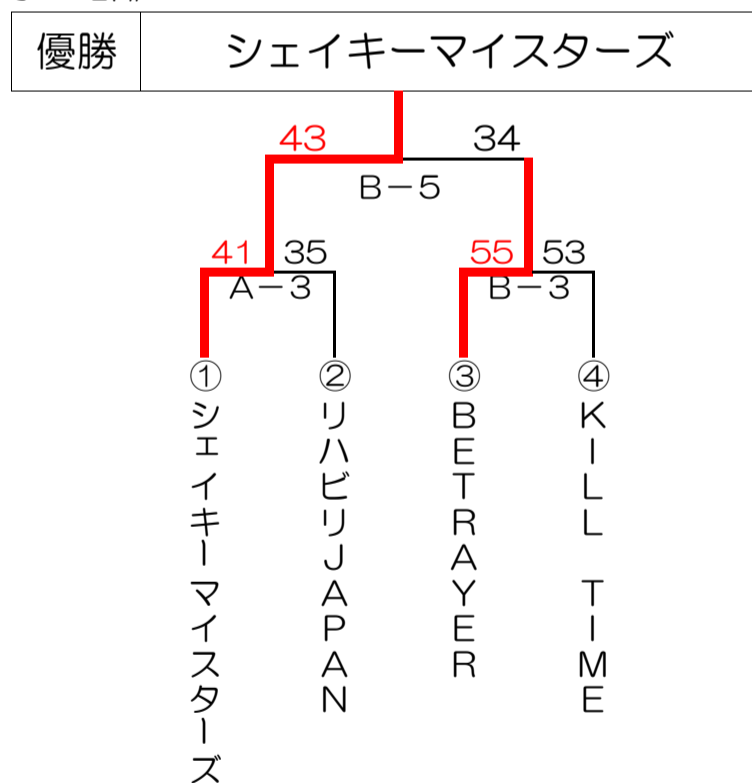 優勝 シェイキーマイスターズ
43 34
B－5
41 35 55 53
A－3 B－3
① ② ③ ④
シェイキーマイスターズ
リハビリJAPAN
BETRAYER
KILL TIME